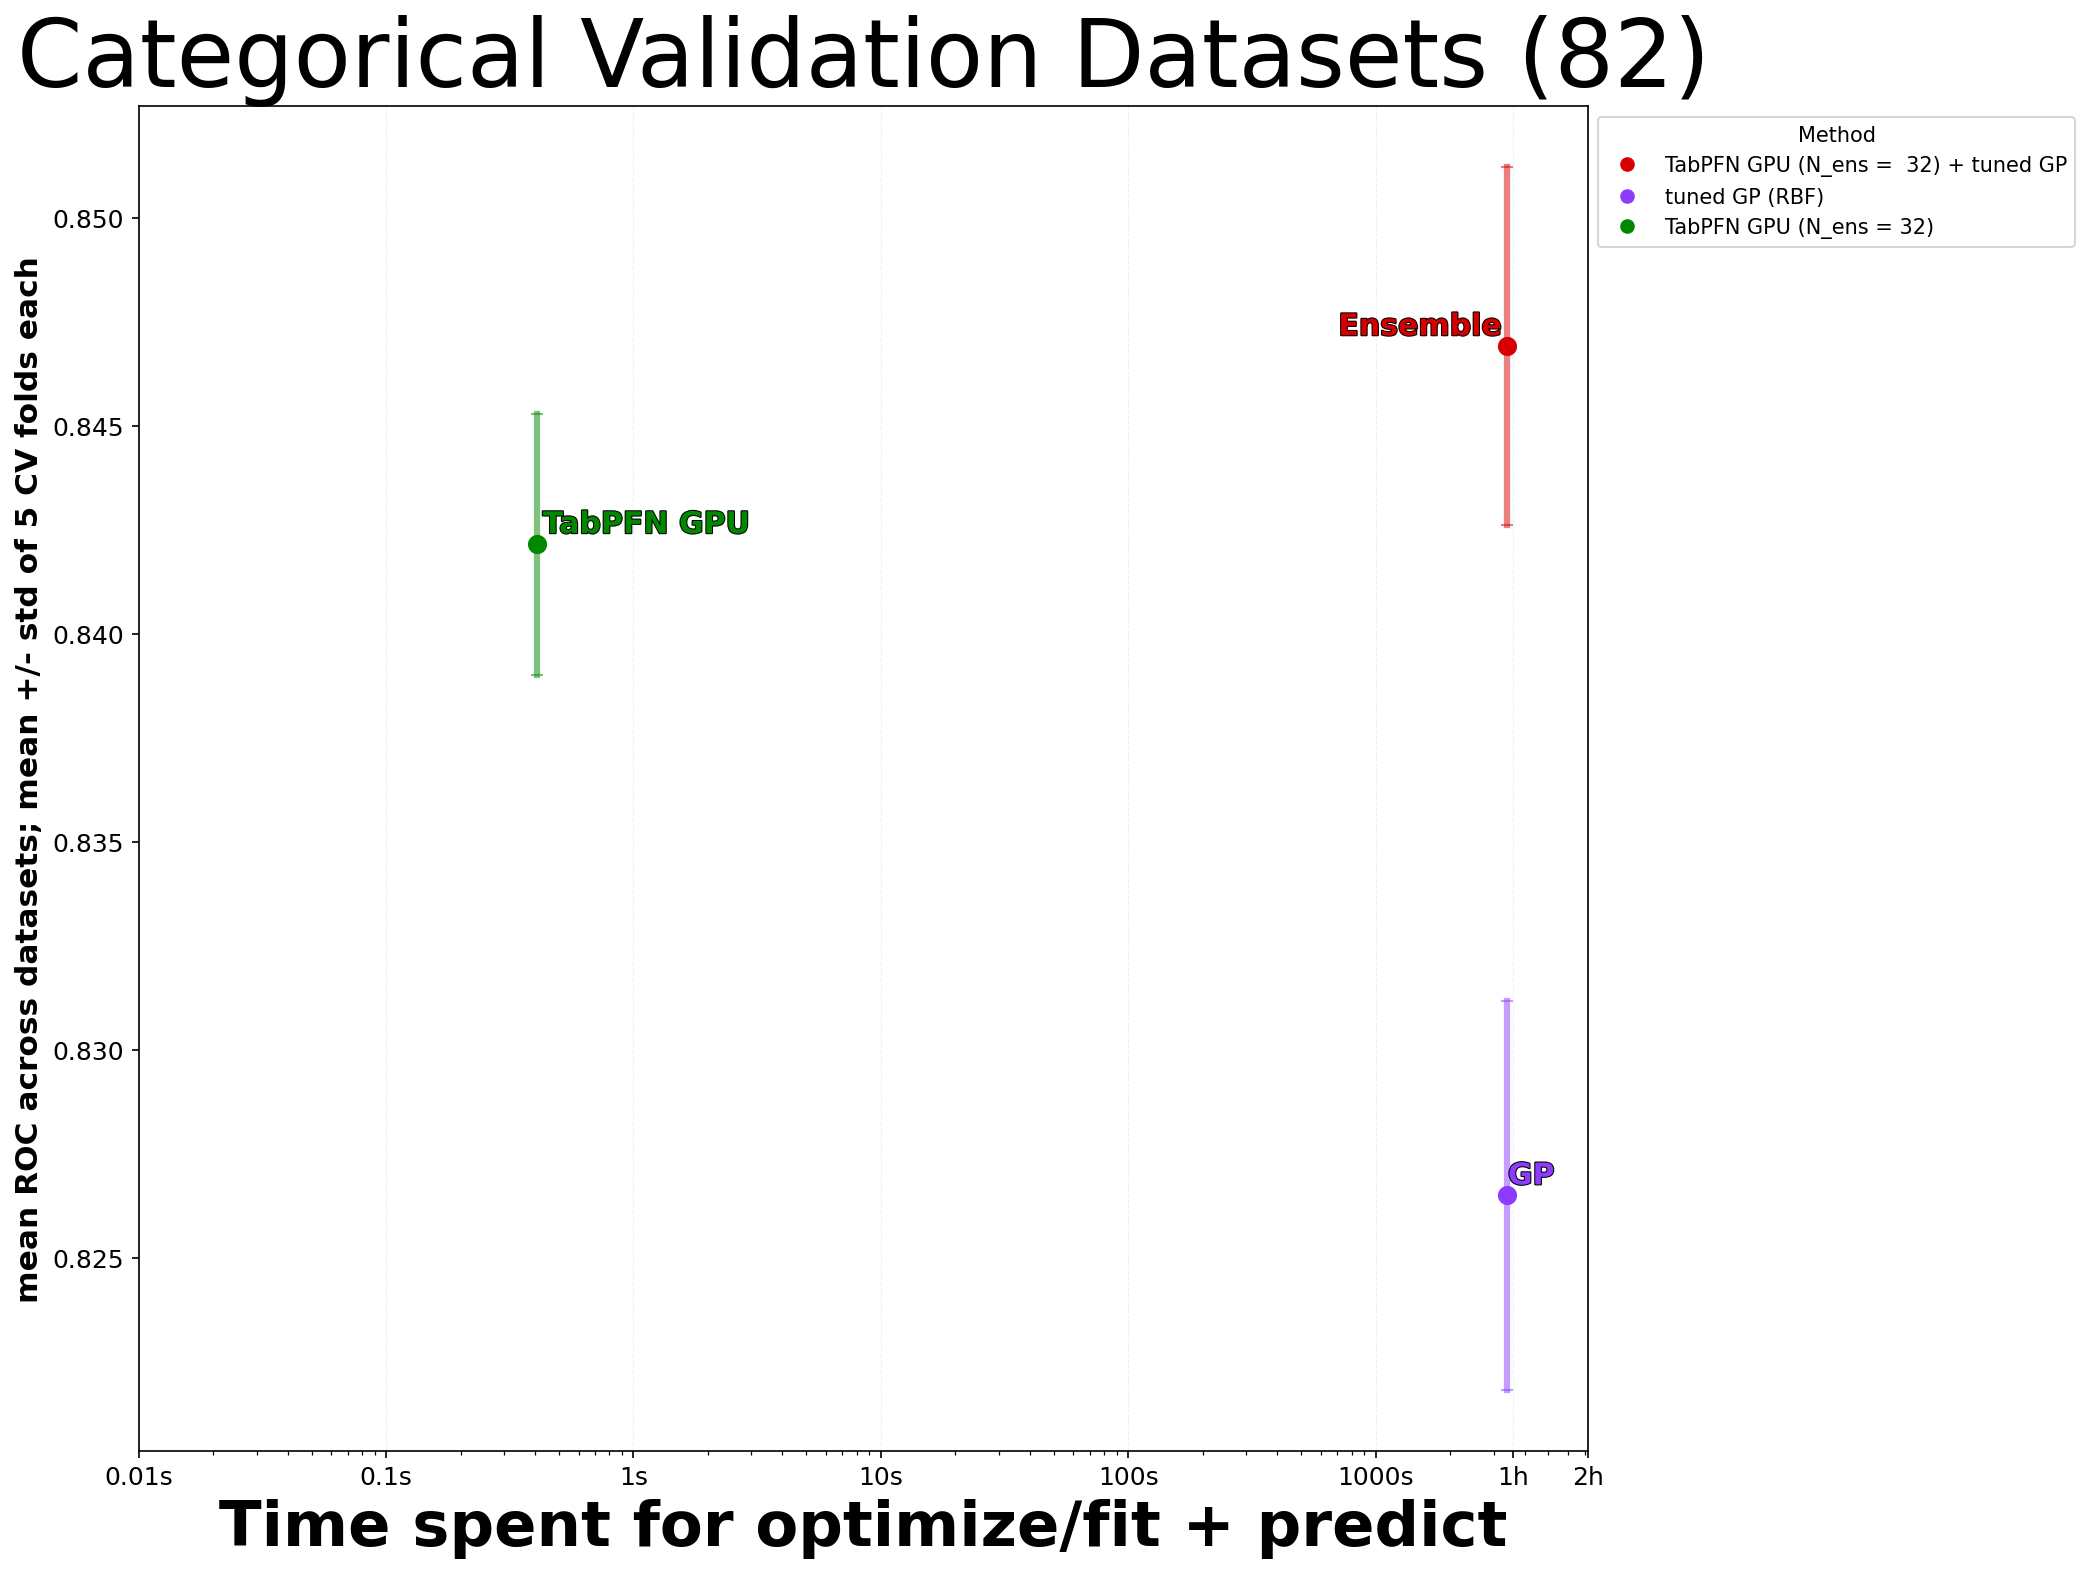 Categorical Validation Datasets (82)
Method
TabPFN GPU (N_ens =  32) + tuned GP
tuned GP (RBF)
TabPFN GPU (N_ens = 32)
mean ROC across datasets; mean +/- std of 5 CV folds each
0.850
0.845
0.840
0.835
0.830
0.825
Ensemble
TabPFN GPU
GP
0.01s
0.1s
1s
10s
100s
1000s
1h
2h
Time spent for optimize/fit + predict